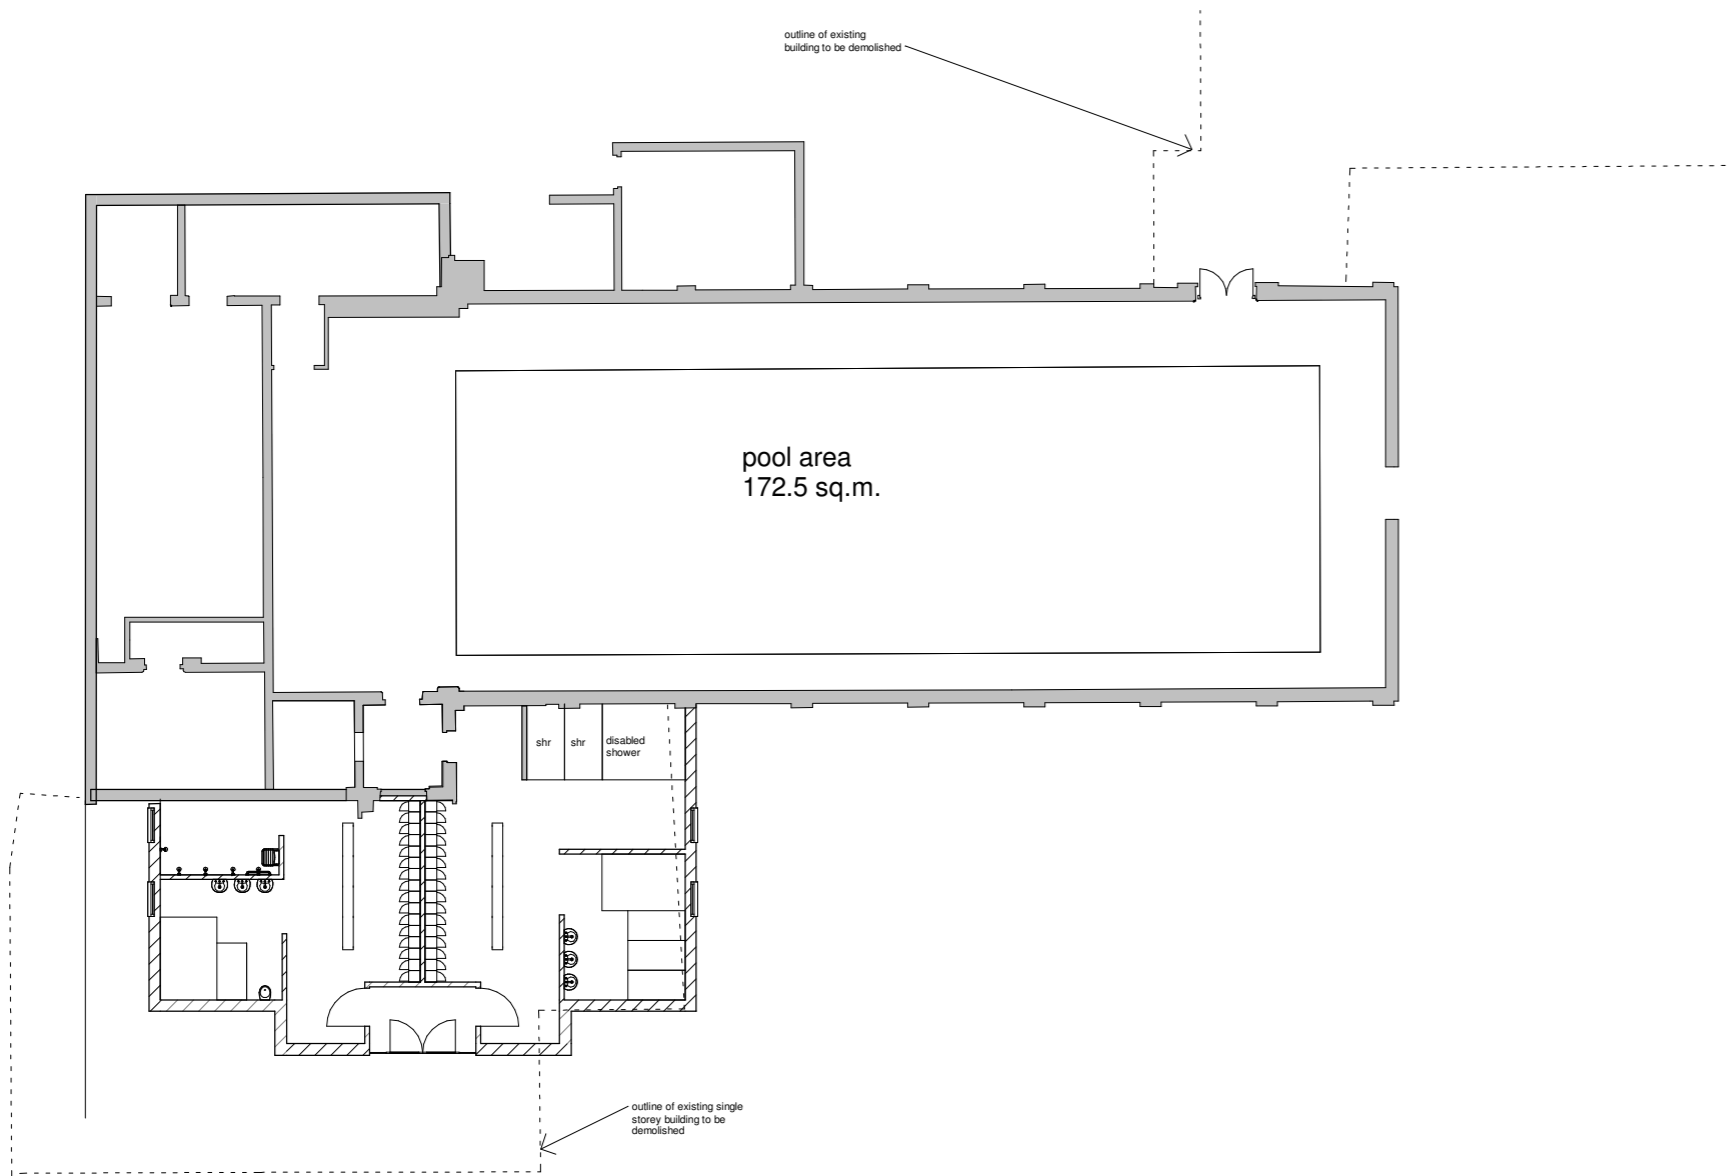 outline of existing
building to be demolished
pool area
172.5 sq.m.
shr
shr
disabled
shower
outline of existing single
storey building to be
demolished